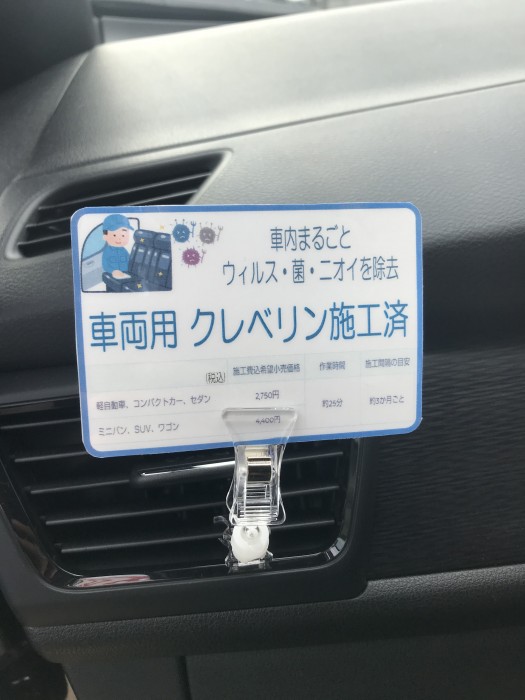 車内まるごと
ウィルス・菌・ニオイを除去
車両用 クレベリン施工済
(税込) 施工費込希望小売価格 作業時間 施工間隔の目安
軽自動車、コンパクトカー、セダン 2,750円 約25分 約3か月ごと
ミニバン、SUV、ワゴン 4,400円